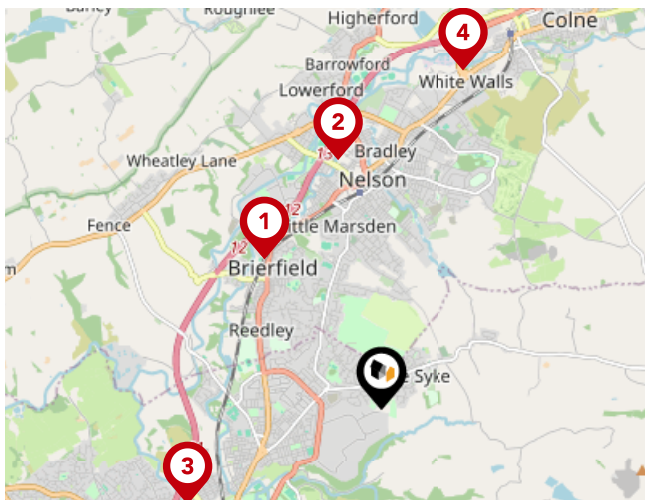 Barley
Roughlee
Higherford
Colne
4
Barrowford
White Walls
Lowerford
2
13
Bradley
Wheatley Lane
Nelson
12
1
Fence
ttle Marsden
12
Brierfield
Reedley
e Syke
3